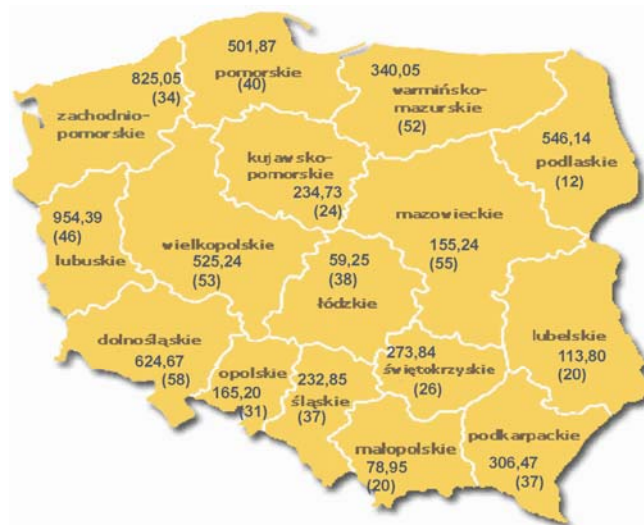 501,87
pomorskie
(40)
825,05
(34)
zachodnio-
pomorskie
340,05
warmińsko-
mazurskie
(52)
546,14
podlaskie
(12)
kujawsko-
pomorskie
234,73
(24)
954,39
(46)
lubuskie
wielkopolskie
525,24
(53)
mazowieckie
155,24
(55)
59,25
(38)
łódzkie
dolnośląskie
624,67
(58)
opolskie
165,20
(31)
232,85
śląskie
(37)
273,84
świętokrzyskie
(26)
lubelskie
113,80
(20)
małopolskie
78,95
(20)
podkarpackie
306,47
(37)